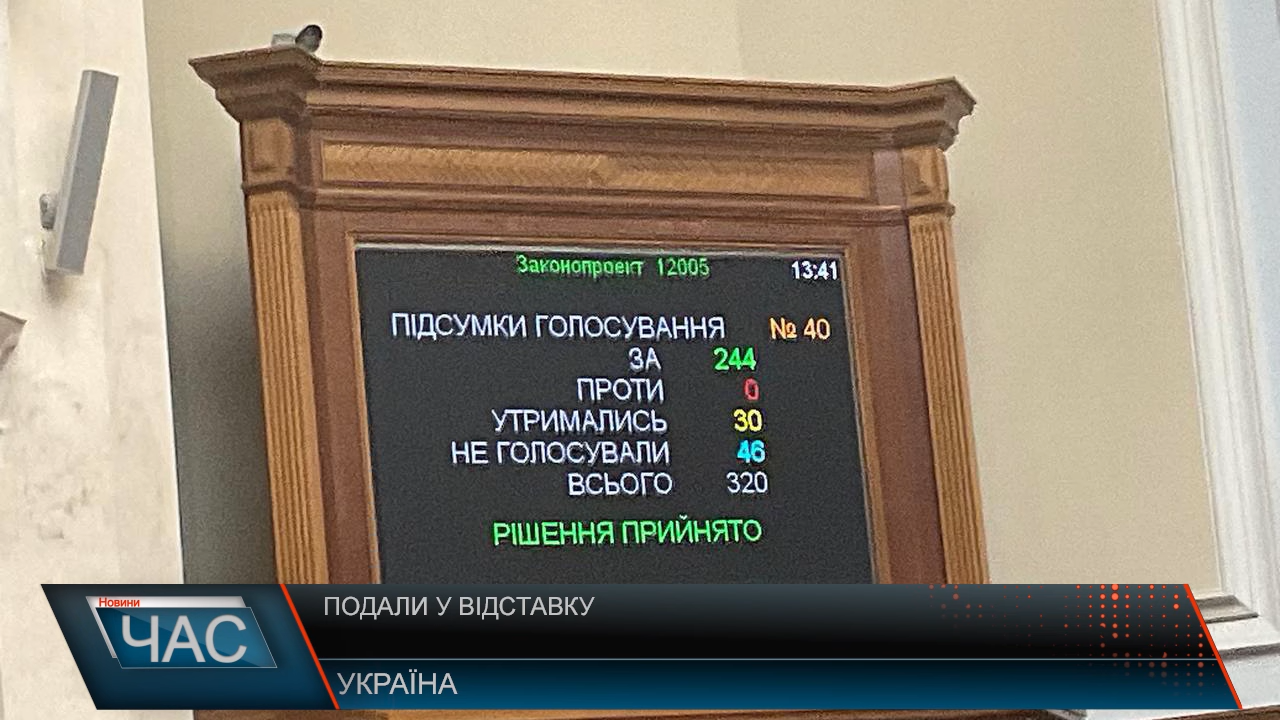 Законопроект 12005 13:41
ПІДСУМКИ ГОЛОСУВАННЯ № 40
ЗА 244
ПРОТИ 0
УТРИМАЛИСЬ 30
НЕ ГОЛОСУВАЛИ 46
ВСЬОГО 320
РІШЕННЯ ПРИЙНЯТО
Новини
ЧАС
ПОДАЛИ У ВІДСТАВКУ
УКРАЇНА